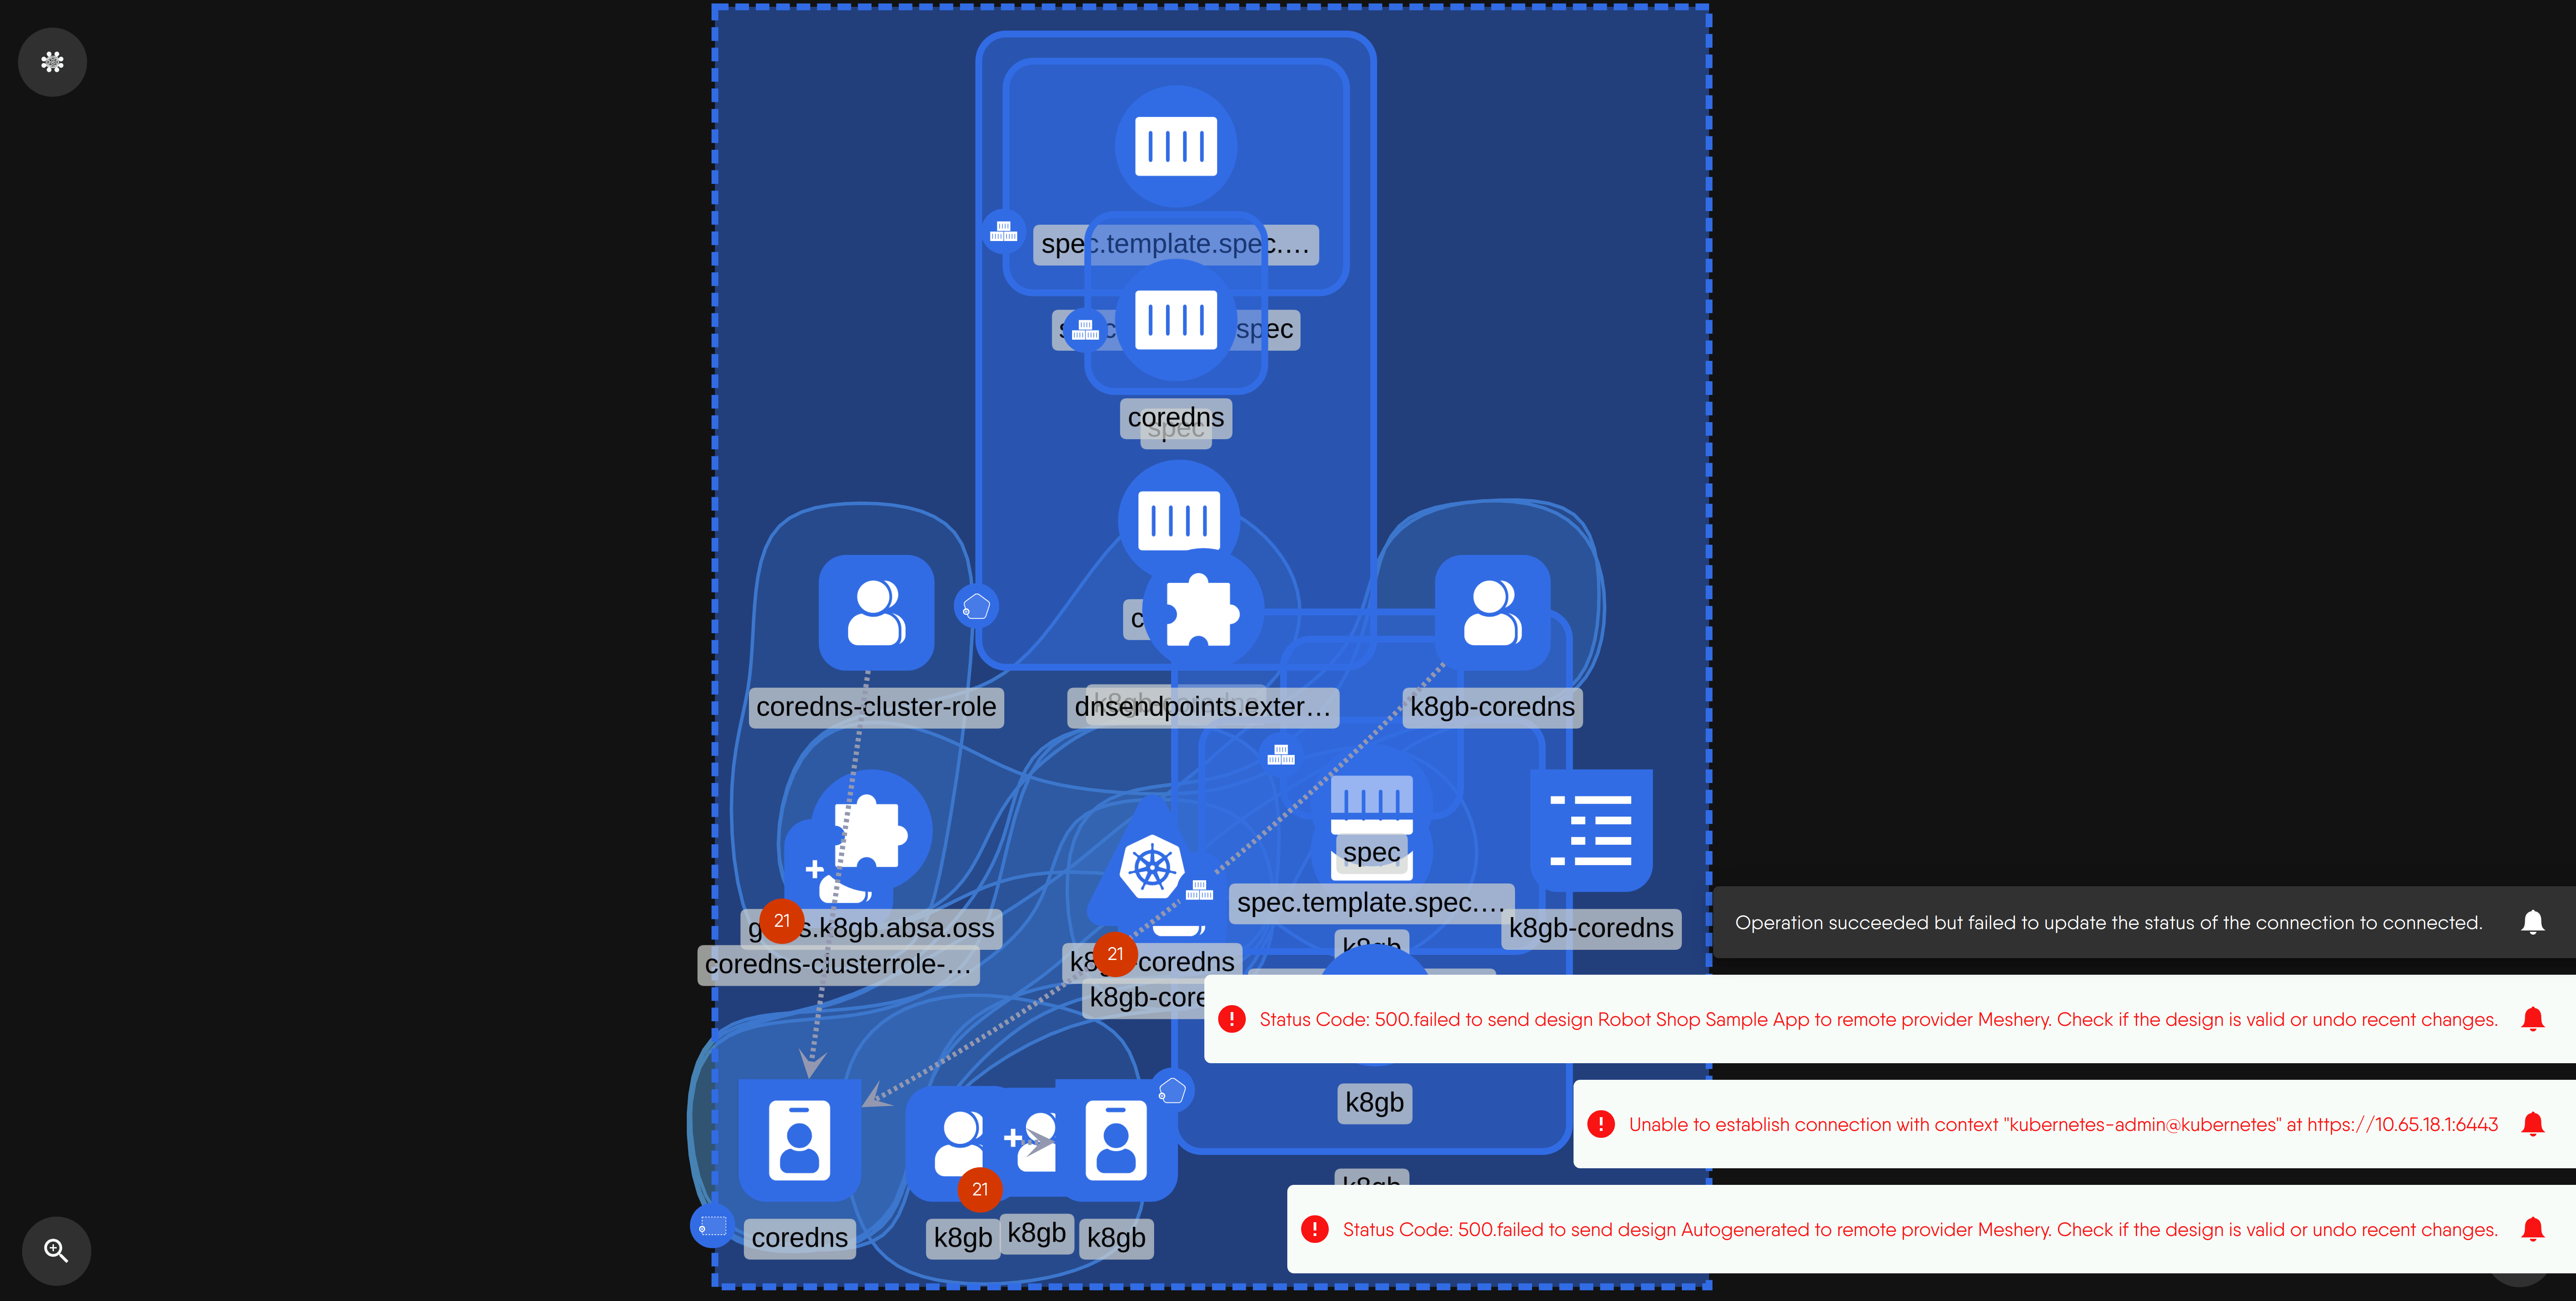 spec.template.spec....
spec
coredns
spec
coredns-cluster-role
dnsendpoints.exter...
k8gb-coredns
spec
spec.template.spec....
k8gb-coredns
.k8gb.absa.oss
21
coredns-clusterrole-...
21
coredns
k8gb
Operation succeeded but failed to update the status of the connection to connected.
Status Code: 500.failed to send design Robot Shop Sample App to remote provider Meshery. Check if the design is valid or undo recent changes.
k8gb
Unable to establish connection with context "kubernetes-admin@kubernetes" at https://10.65.18.1:6443
21
Status Code: 500.failed to send design Autogenerated to remote provider Meshery. Check if the design is valid or undo recent changes.
coredns
k8gb
k8gb
k8gb